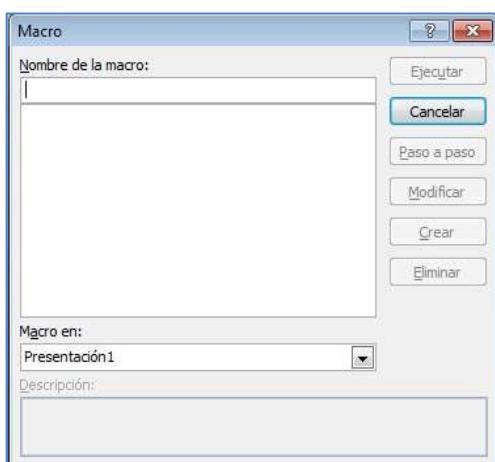 Macro
Nombre de la macro:
Ejecutar
Cancelar
Paso a paso
Modificar
Crear
Eliminar
Macro en:
Presentación1
Descripción: